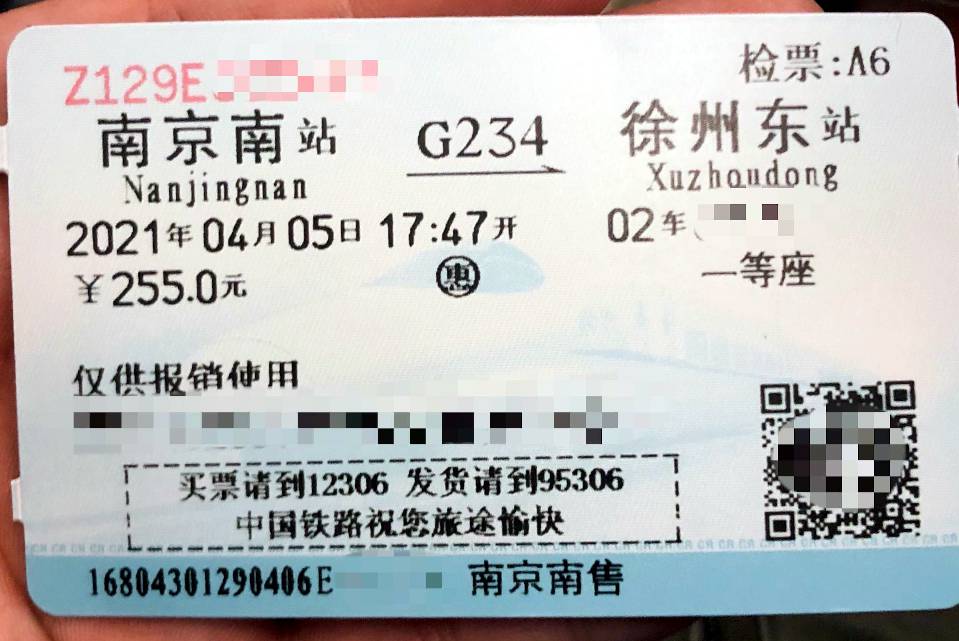 Z129E
检票:A6
南京南站 G234 徐州东站
Nanjingnan Xuzhoudong
2021年04月05日 17:47开 02车
¥255.0元 惠 一等座
仅供报销使用
买票请到12306 发货请到95306
中国铁路祝您旅途愉快
16804301290406E 南京南售